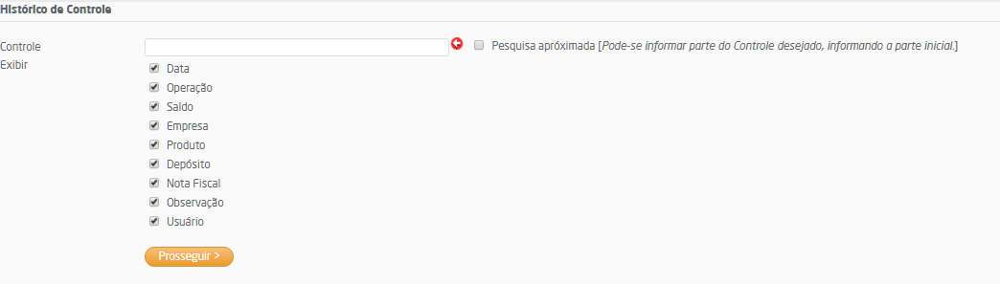 Histórico de Controle
Controle Pesquisa apróximada [Pode-se informar parte do Controle desejado, informando a parte inicial.]
Exibir
Data
Operação
Saldo
Empresa
Produto
Depósito
Nota Fiscal
Observação
Usuário
Prosseguir >